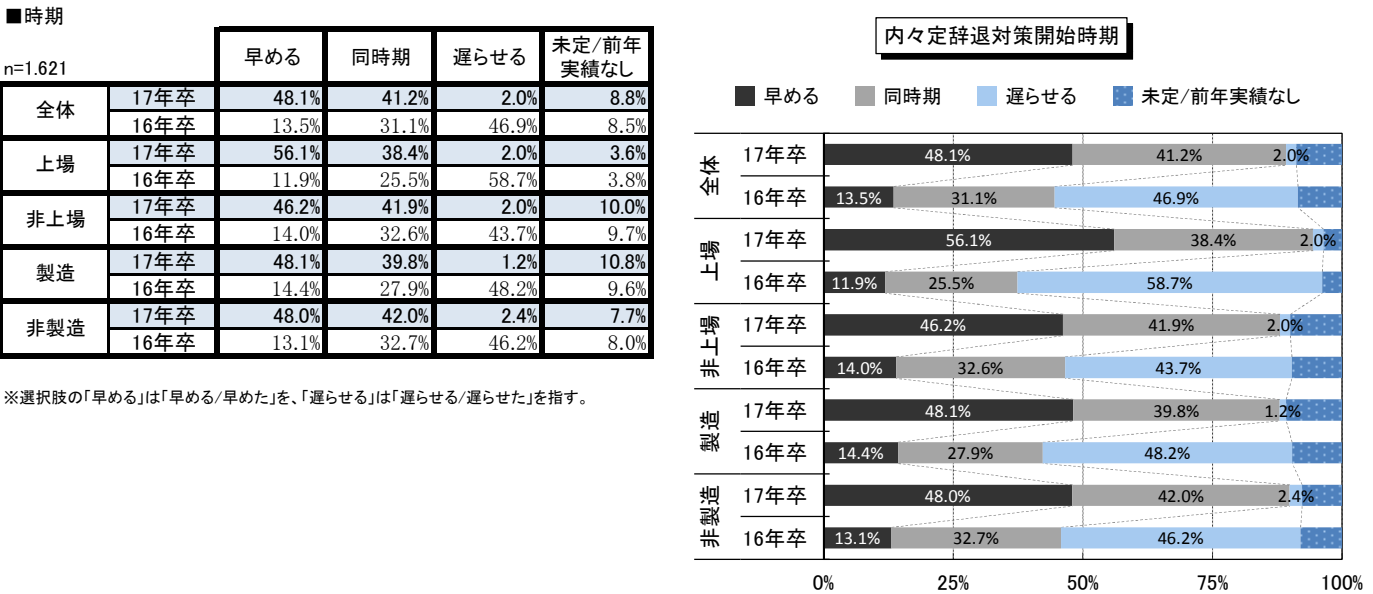 ■時期
n=1.621
早める 同時期 遅らせる 未定/前年
実績なし
全体
17年卒 48.1% 41.2% 2.0% 8.8%
16年卒 13.5% 31.1% 46.9% 8.5%
上場
17年卒 56.1% 38.4% 2.0% 3.6%
16年卒 11.9% 25.5% 58.7% 3.8%
非上場
17年卒 46.2% 41.9% 2.0% 10.0%
16年卒 14.0% 32.6% 43.7% 9.7%
製造
17年卒 48.1% 39.8% 1.2% 10.8%
16年卒 14.4% 27.9% 48.2% 9.6%
非製造
17年卒 48.0% 42.0% 2.4% 7.7%
16年卒 13.1% 32.7% 46.2% 8.0%
※選択肢の「早める」は「早める/早めた」を、「遅らせる」は「遅らせる/遅らせた」を指す。
内々定辞退対策開始時期
早める 同時期 遅らせる 未定/前年実績なし
全体
17年卒 48.1% 41.2% 2.0%
16年卒 13.5% 31.1% 46.9%
上場
17年卒 56.1% 38.4% 2.0%
16年卒 11.9% 25.5% 58.7%
非上場
17年卒 46.2% 41.9% 2.0%
16年卒 14.0% 32.6% 43.7%
製造
17年卒 48.1% 39.8% 1.2%
16年卒 14.4% 27.9% 48.2%
非製造
17年卒 48.0% 42.0% 2.4%
16年卒 13.1% 32.7% 46.2%
0% 25% 50% 75% 100%